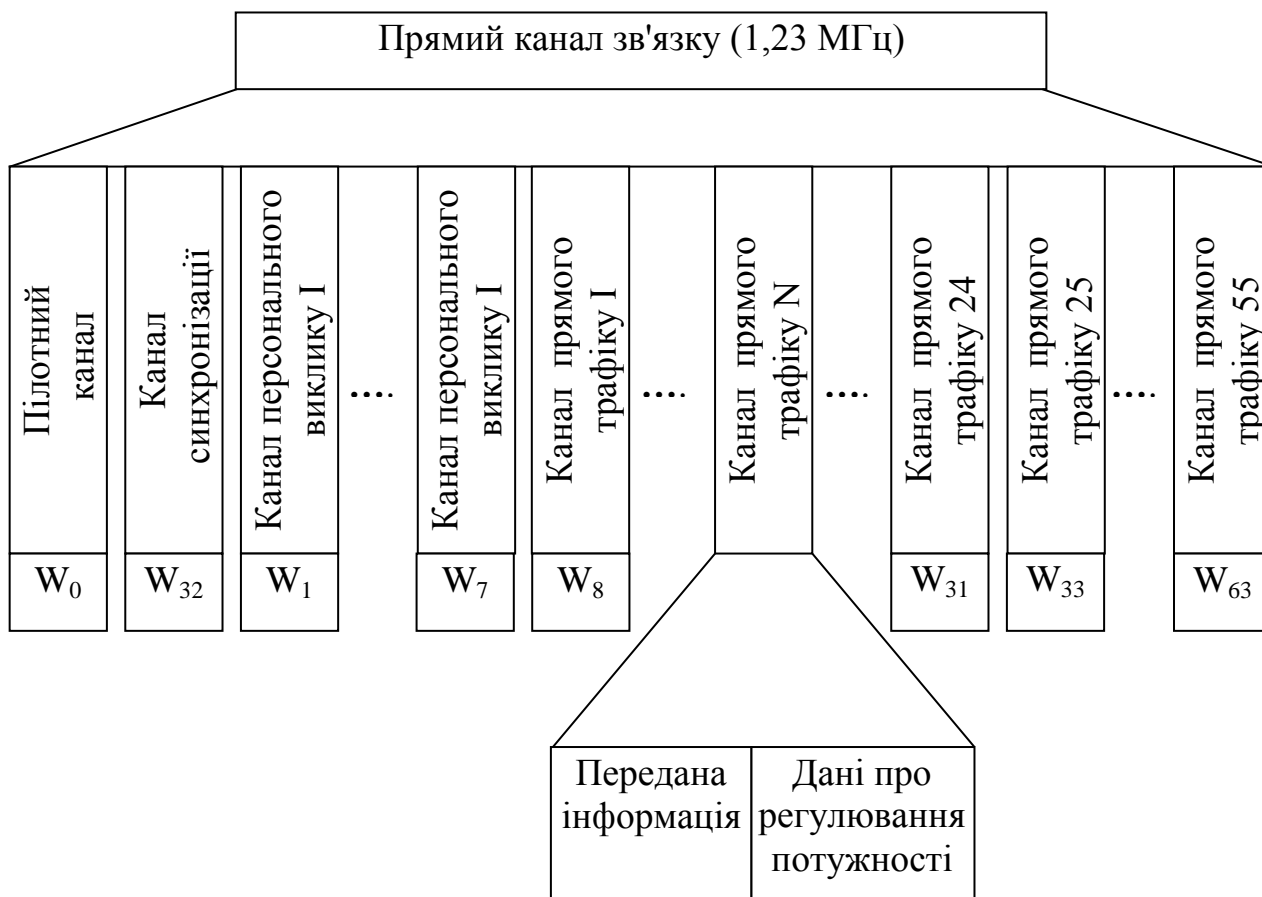 Прямий канал зв'язку (1,23 МГц)
Пілотний
канал
Канал
синхронізації
Канал персонального
виклику I
....
Канал персонального
виклику I
Канал прямого
трафіку I
....
Канал прямого
трафіку N
....
Канал прямого
трафіку 24
Канал прямого
трафіку 25
....
Канал прямого
трафіку 55
W₀
W₃₂
W₁
W₇
W₈
W₃₁
W₃₃
W₆₃
Передана
інформація
Дані про
регулювання
потужності